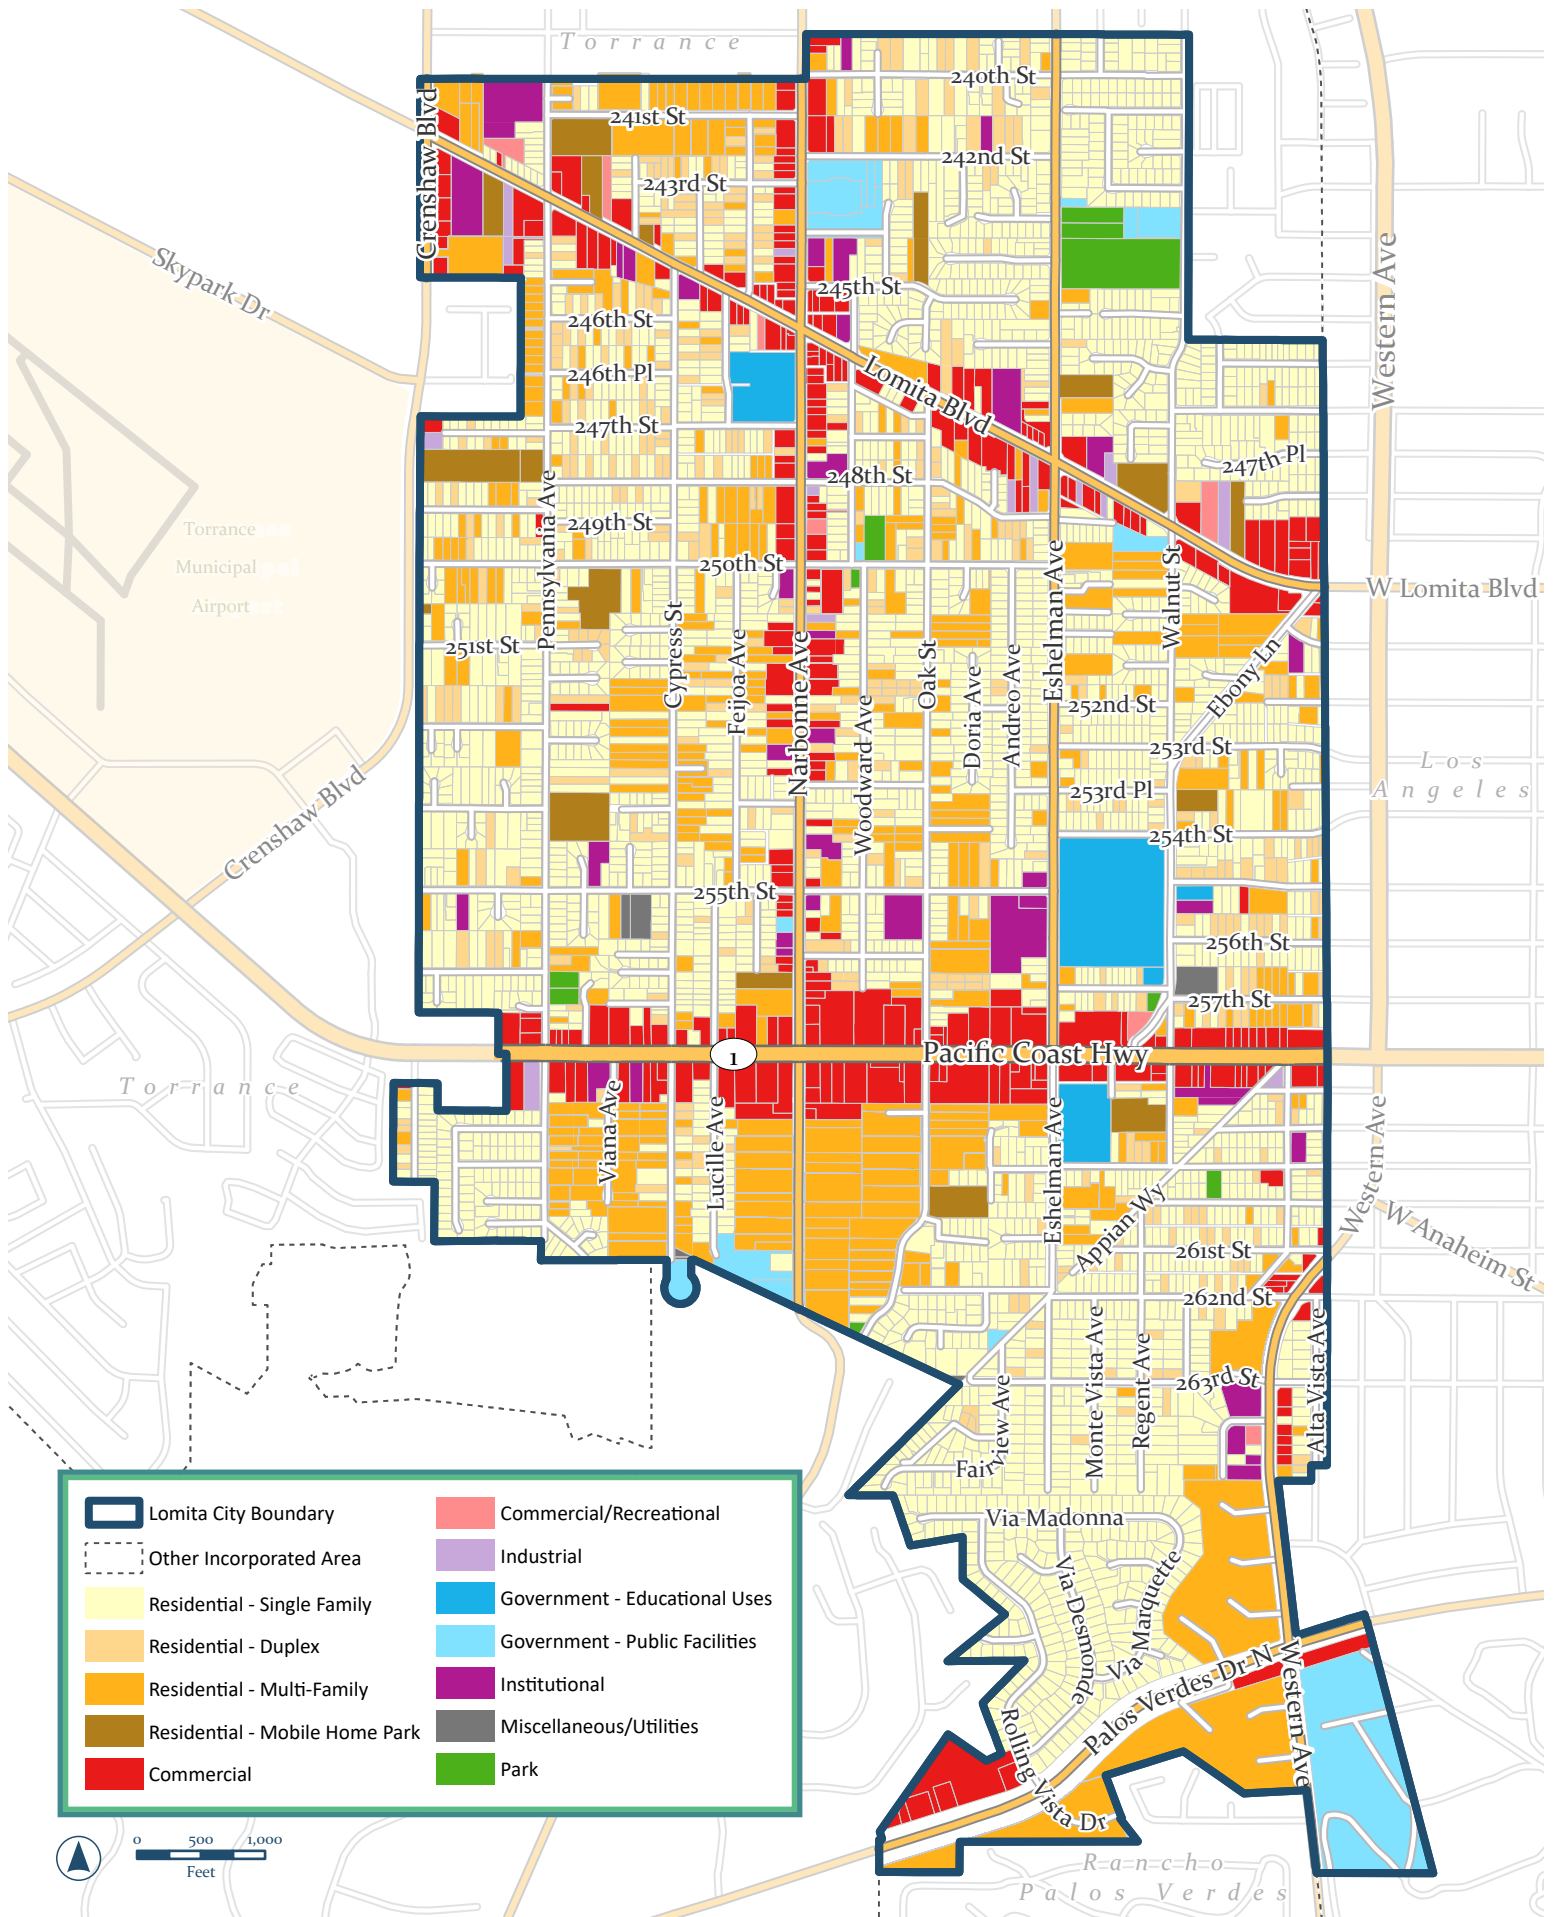 Torrance
240th St
241st St
242nd St
243rd St
Crenshaw Blvd
Skypark Dr
Western Ave
245th St
246th St
246th Pl
Lomita Blvd
247th St
247th Pl
248th St
249th St
Torrance
Municipal
Airport
Pennsylvania Ave
250th St
Eshelman Ave
Walnut St
W Lomita Blvd
251st St
Cypress St
Feijoa Ave
Narbonne Ave
Woodward Ave
Oak St
Doria Ave
Andreo Ave
Ebony Ln
252nd St
253rd St
253rd Pl
254th St
Los
Angeles
Crenshaw Blvd
255th St
256th St
257th St
1
Pacific Coast Hwy
Torrance
Viana Ave
Lucille Ave
Eshelman Ave
Appian Wy
Western Ave
W Anaheim St
261st St
262nd St
263rd St
Alta Vista Ave
Monte Vista Ave
Regent Ave
Fairview Ave
Fair
Via Madonna
Via Desmonde
Via Marquette
Via
Palos Verdes Dr N
Western Ave
Rolling Vista Dr
Rancho
Palos Verdes
Lomita City Boundary
Other Incorporated Area
Residential - Single Family
Residential - Duplex
Residential - Multi-Family
Residential - Mobile Home Park
Commercial
Commercial/Recreational
Industrial
Government - Educational Uses
Government - Public Facilities
Institutional
Miscellaneous/Utilities
Park
0 500 1,000
Feet